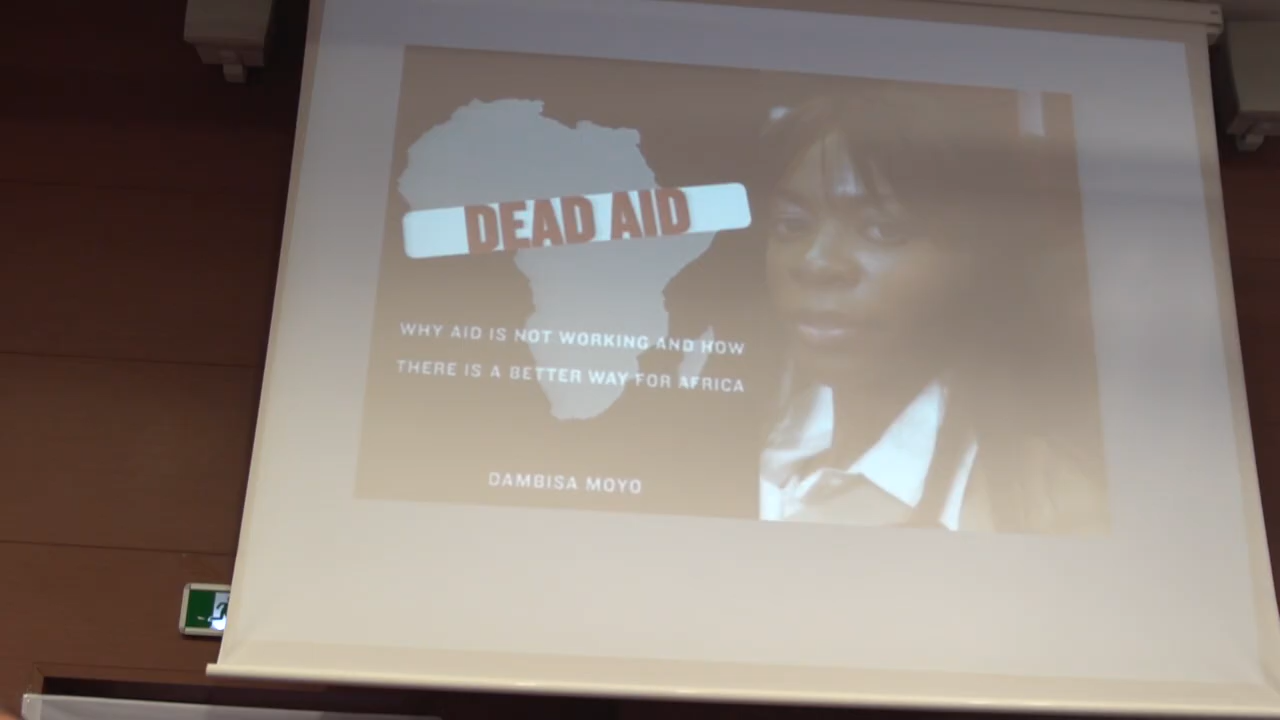 DEAD AID
WHY AID IS NOT WORKING AND HOW
THERE IS A BETTER WAY FOR AFRICA
DAMBISA MOYO